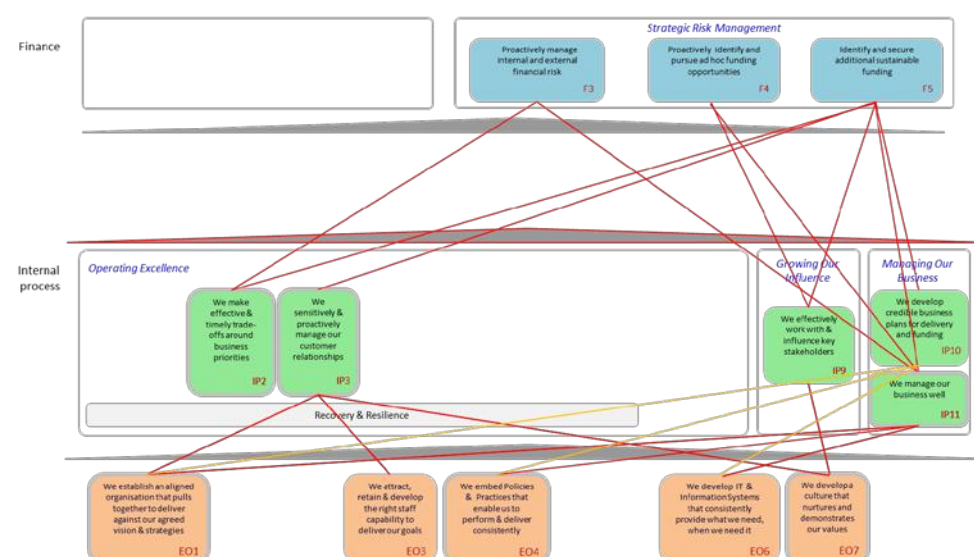 Finance
Strategic Risk Management
Proactively manage
internal and external
financial risk
F3
Proactively identify and
pursue ad hoc funding
opportunities
F4
Identify and secure
additional sustainable
funding
F5
Internal
process
Operating Excellence
We make
effective &
timely trade-
offs around
business
priorities
IP2
We
sensitively &
proactively
manage our
customer
relationships
IP3
Recovery & Resilience
Growing Our
Influence
We effectively
work with &
influence key
stakeholders
IP9
Managing Our
Business
We develop
credible business
plans for delivery
and funding
IP10
We manage our
business well
IP11
We establish an aligned
organisation that pulls
together to deliver
against our agreed
vision & strategies
EO1
We attract,
retain & develop
the right staff
capability to
deliver our goals
EO3
We embed Policies
& Practices that
enable us to
perform & deliver
consistently
EO4
We develop IT &
Information Systems
that consistently
provide what we need,
when we need it
EO6
We develop a
culture that
nurtures and
demonstrates
our values
EO7